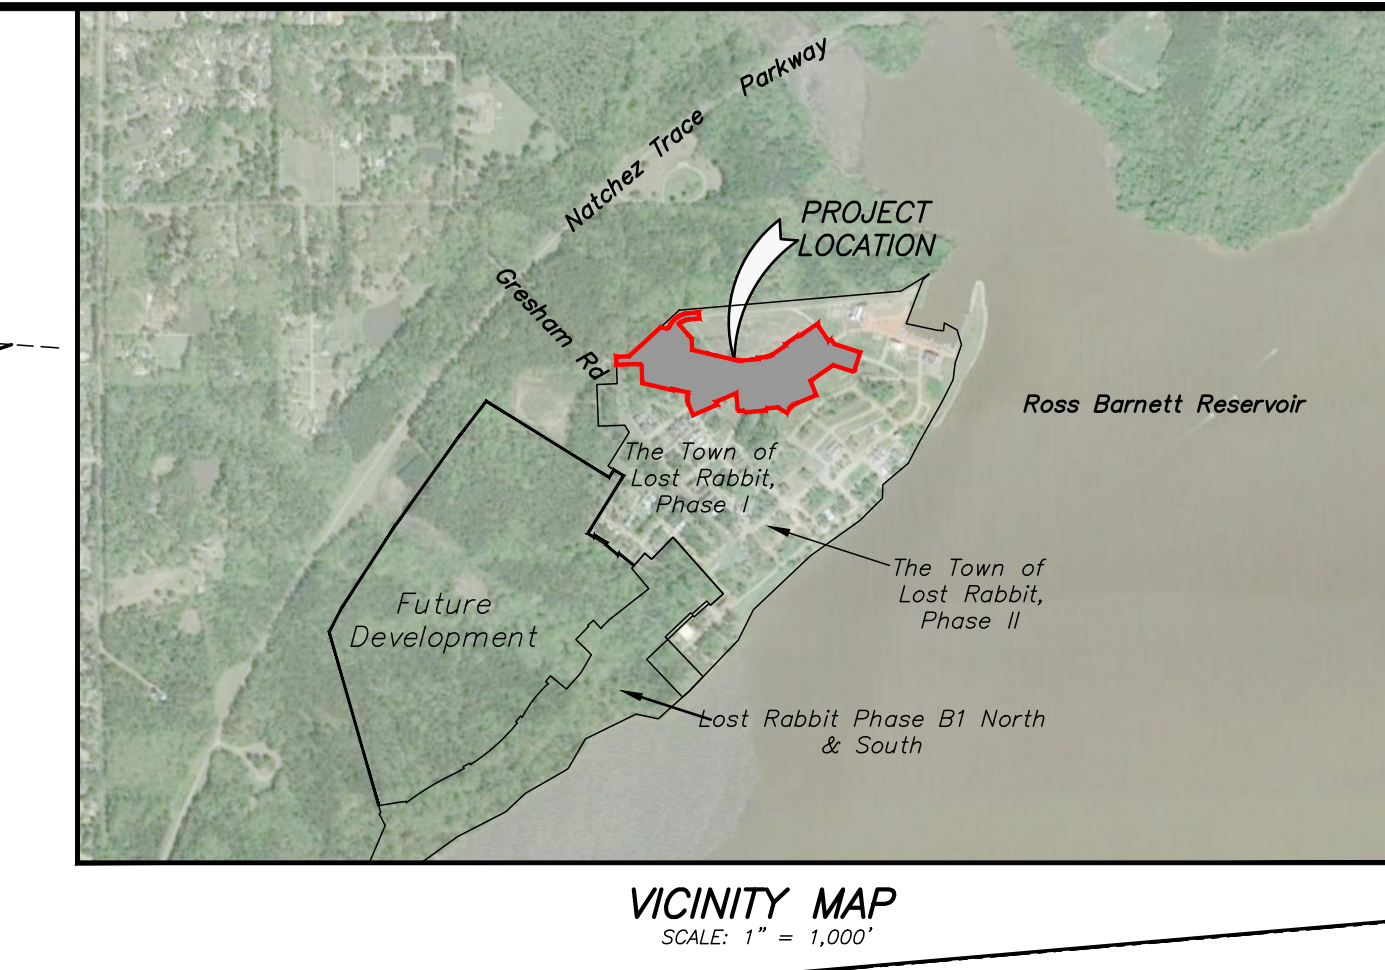 Natchez Trace Parkway
PROJECT
LOCATION
Gresham Rd
Ross Barnett Reservoir
The Town of
Lost Rabbit,
Phase I
The Town of
Lost Rabbit,
Phase II
Future
Development
Lost Rabbit Phase B1 North
& South
VICINITY MAP
SCALE: 1" = 1,000'